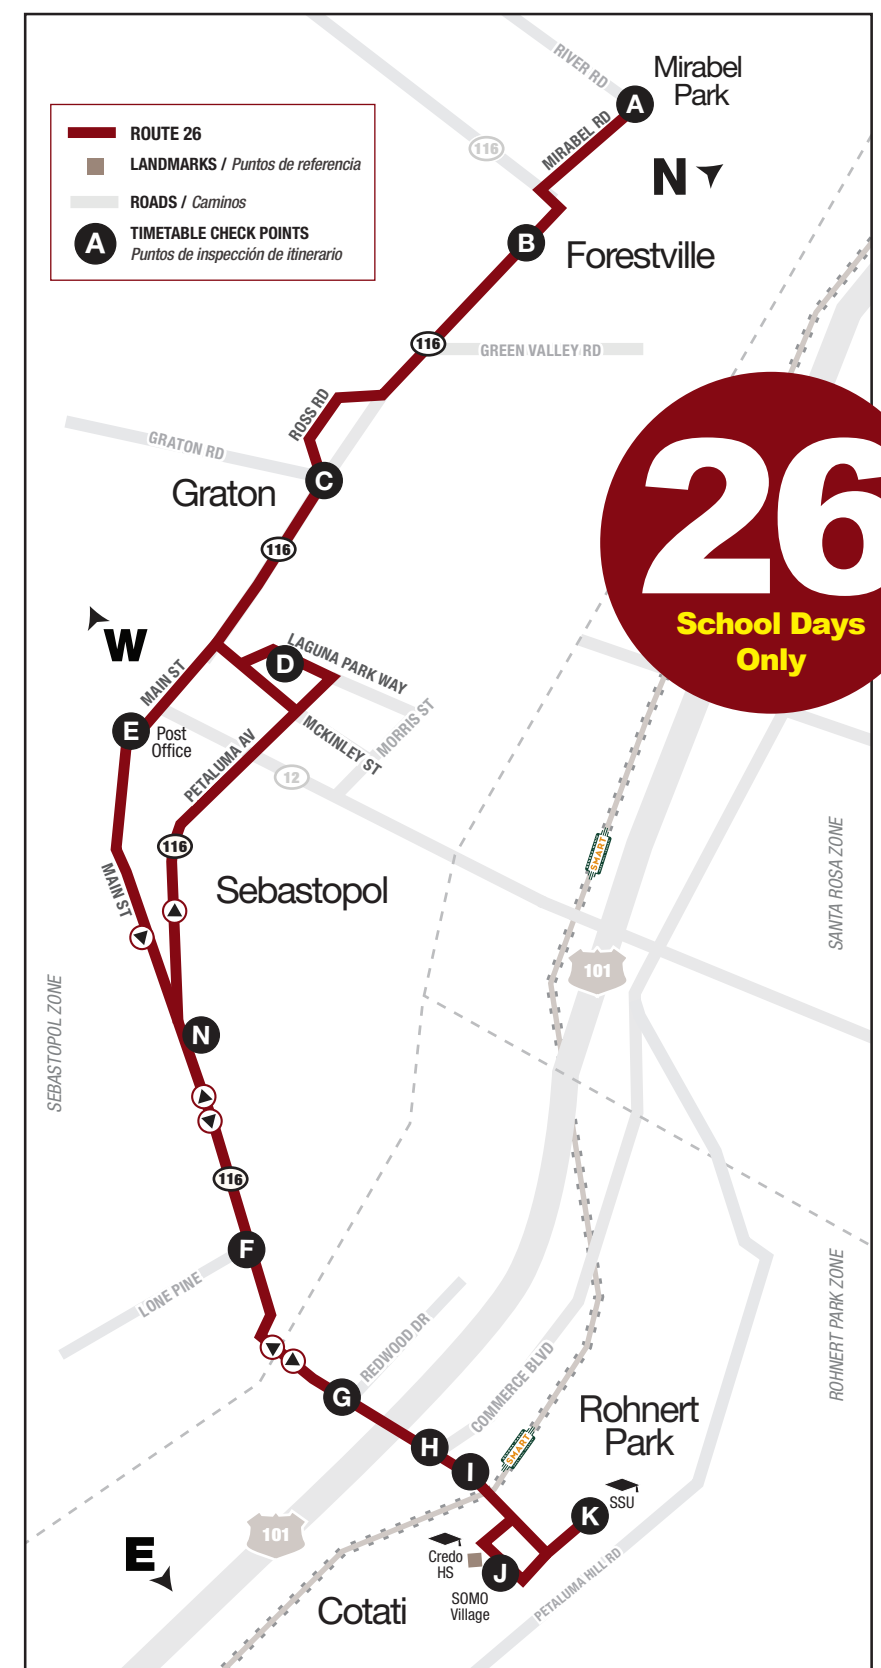 RIVER RD
Mirabel
Park
A
MIRABEL RD
116
N
ROUTE 26
LANDMARKS / Puntos de referencia
ROADS / Caminos
A
TIMETABLE CHECK POINTS
Puntos de inspección de itinerario
B
Forestville
116
GREEN VALLEY RD
ROSS RD
GRATON RD
C
Graton
116
26
School Days
Only
W
MAIN ST
D
LAGUNA PARK WAY
E
Post
Office
PETALUMA AV
MCKINLEY ST
MORRIS ST
12
116
SMART
MAIN ST
Sebastopol
SANTA ROSA ZONE
101
SEBASTOPOL ZONE
N
116
F
LONE PINE
ROHNERT PARK ZONE
REDWOOD DR
G
COMMERCE BLVD
H
I
SMART
Rohnert
Park
SSU
K
101
E
Credo
HS
J
SOMO
Village
PETALUMA HILL RD
Cotati